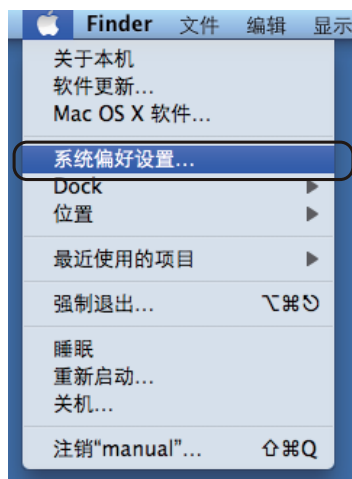 Finder 文件 编辑 显示
关于本机
软件更新...
Mac OS X 软件...
系统偏好设置...
Dock
位置
最近使用的项目
强制退出... ⌥⌘⎋
睡眠
重新启动...
关机...
注销“manual”... ⇧⌘Q